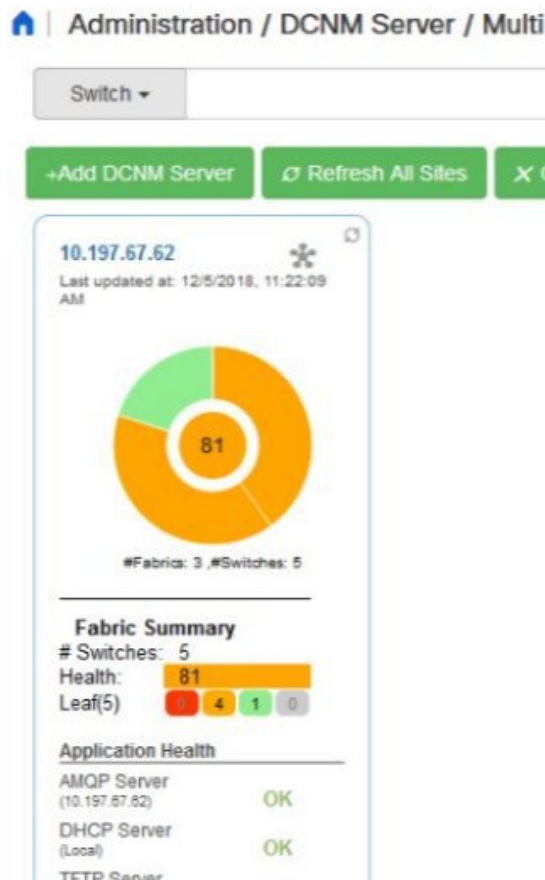 Administration / DCNM Server / Multi
Switch
+Add DCNM Server
Refresh All Sites
10.197.67.62
Last updated at: 12/5/2018, 11:22:09
AM
81
#Fabrics: 3 ,#Switches: 5
Fabric Summary
# Switches: 5
Health: 81
Leaf(5) 0 4 1 0
Application Health
AMQP Server
(10.197.67.62) OK
DHCP Server
(Local) OK
TFTP Server